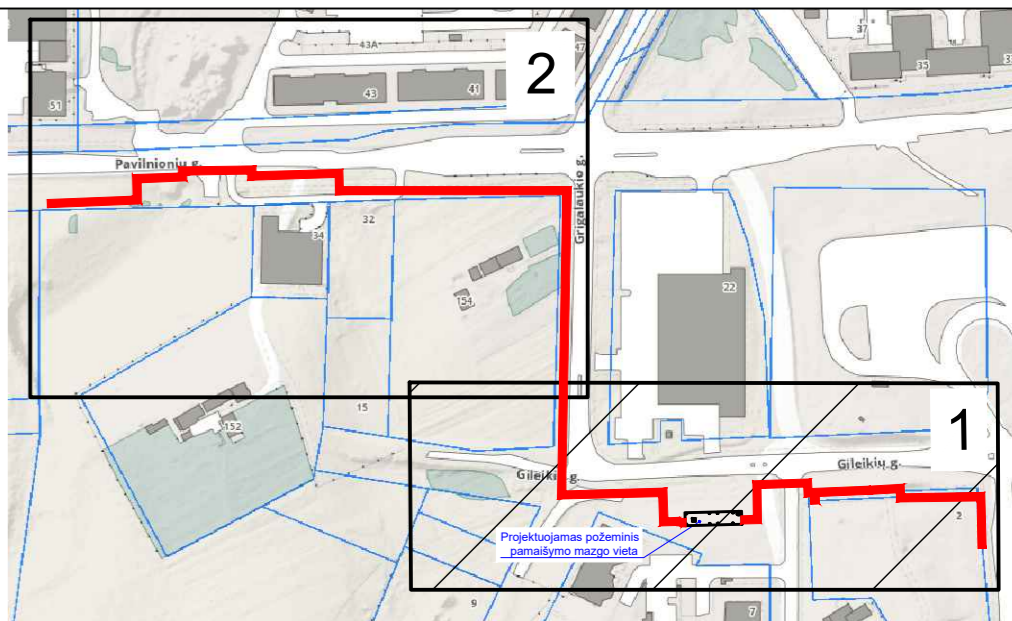 43A
47
37
2
51
43
41
35
Pavilnionių g.
Grigalaukio g.
32
34
154
22
15
152
1
Gileikių g.
Gileikių g.
2
Projektuojamas požeminis
pamaišymo mazgo vieta
9
7